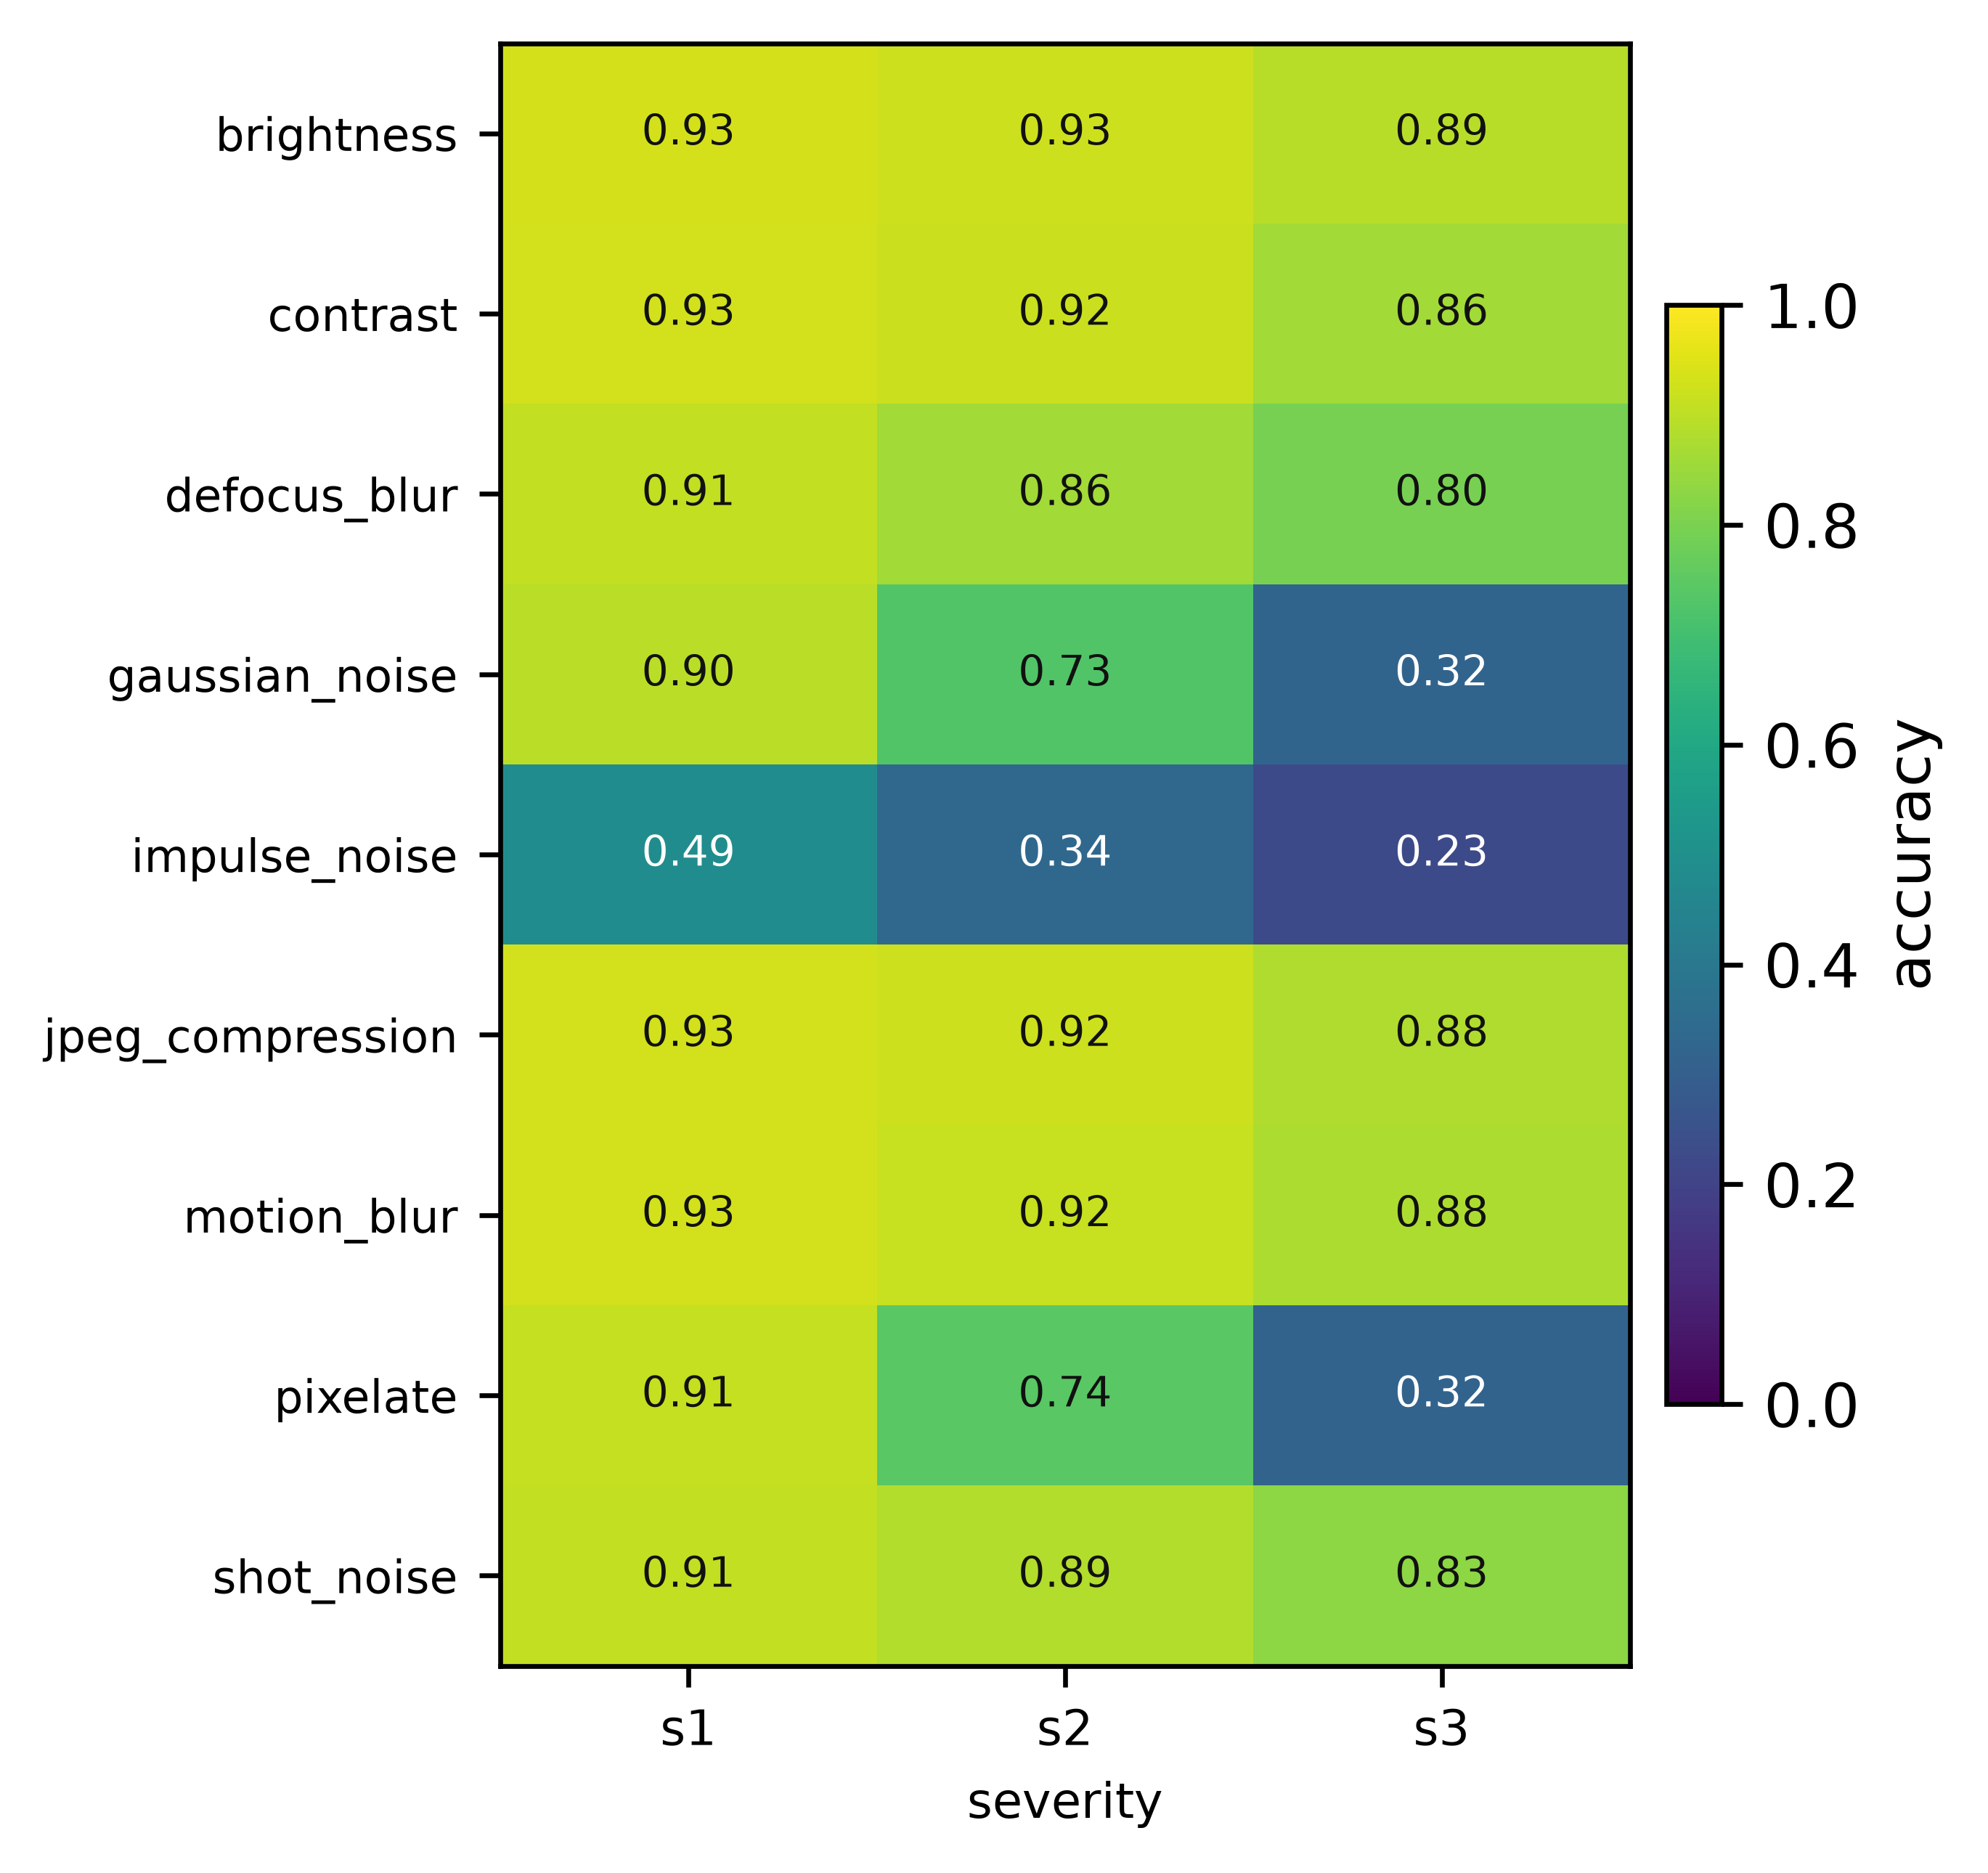 brightness 0.93 0.93 0.89
contrast 0.93 0.92 0.86
defocus_blur 0.91 0.86 0.80
gaussian_noise 0.90 0.73 0.32
impulse_noise 0.49 0.34 0.23
jpeg_compression 0.93 0.92 0.88
motion_blur 0.93 0.92 0.88
pixelate 0.91 0.74 0.32
shot_noise 0.91 0.89 0.83
s1 s2 s3
severity
1.0
0.8
0.6
0.4
0.2
0.0
accuracy